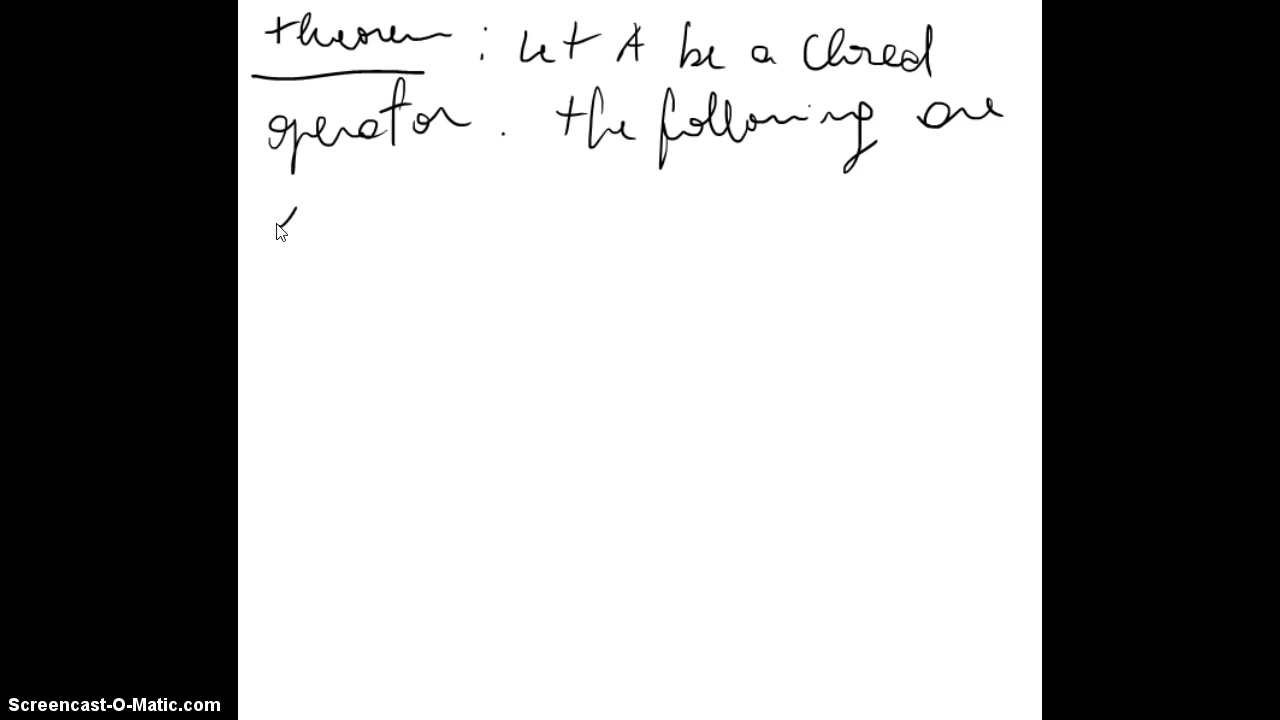 theorem : Let A be a closed
operator. the following are
Screencast-O-Matic.com